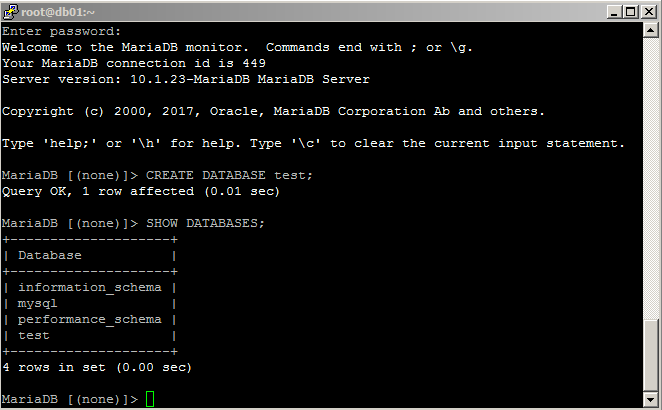 root@db01:~
Enter password:
Welcome to the MariaDB monitor.  Commands end with ; or \g.
Your MariaDB connection id is 449
Server version: 10.1.23-MariaDB MariaDB Server
Copyright (c) 2000, 2017, Oracle, MariaDB Corporation Ab and others.
Type 'help;' or '\h' for help. Type '\c' to clear the current input statement.
MariaDB [(none)]> CREATE DATABASE test;
Query OK, 1 row affected (0.01 sec)
MariaDB [(none)]> SHOW DATABASES;
+--------------------+
| Database           |
+--------------------+
| information_schema |
| mysql              |
| performance_schema |
| test               |
+--------------------+
4 rows in set (0.00 sec)
MariaDB [(none)]>